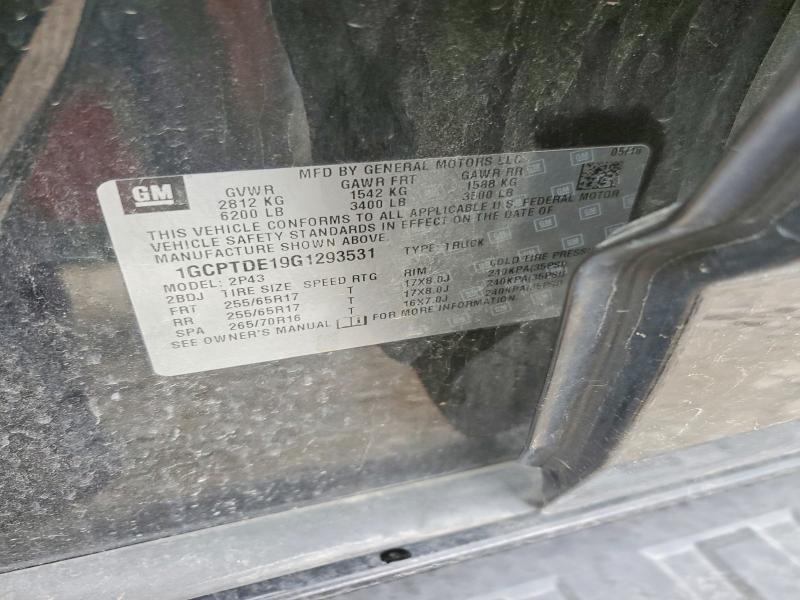 MFD BY GENERAL MOTORS LLC 05/16
GM GVWR GAWR FRT GAWR RR
2812 KG 1542 KG 1588 KG
6200 LB 3400 LB 3500 LB
THIS VEHICLE CONFORMS TO ALL APPLICABLE U.S. FEDERAL MOTOR
VEHICLE SAFETY STANDARDS IN EFFECT ON THE DATE OF
MANUFACTURE SHOWN ABOVE.
1GCPTDE19G1293531 TYPE: TRUCK
MODEL: 2P43
2BDJ TIRE SIZE SPEED RTG RIM COLD TIRE PRESS
FRT 255/65R17 T 17X8.0J 240KPA(35PSI)
RR 255/65R17 T 17X8.0J 240KPA(35PSI)
SPA 265/70R16 T 16X7.0J 240KPA(35PSI)
SEE OWNER'S MANUAL FOR MORE INFORMATION